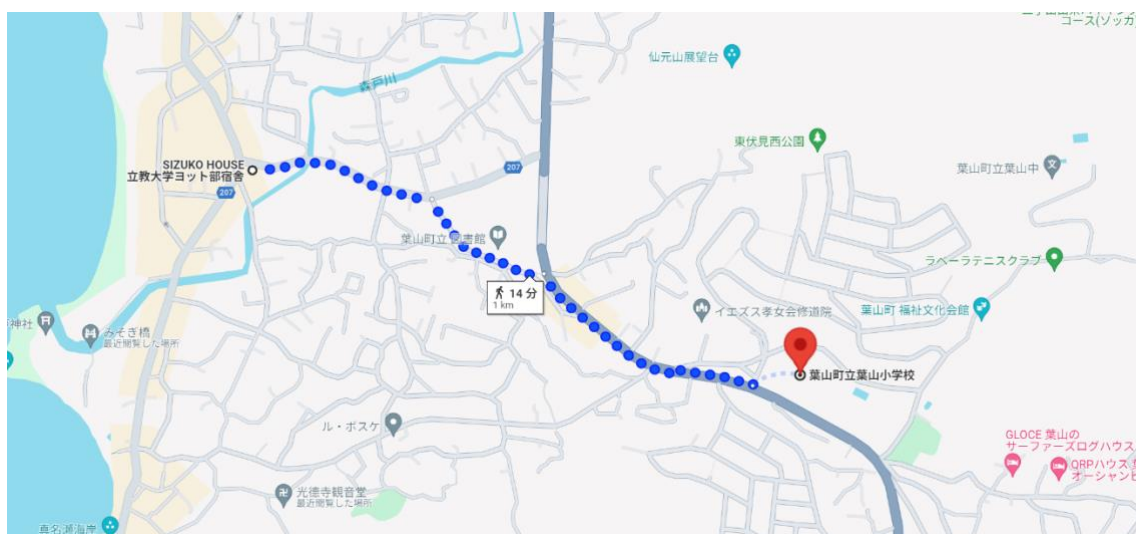 コース(ゾッカ
仙元山展望台
森戸川
東伏見西公園
SIZUKO HOUSE
立教大学ヨット部宿舎
207
207
葉山町立葉山中
葉山町立図書館
ラペーラテニスクラブ
14 分
1 km
イエズス孝女会修道院
葉山町 福祉文化会館
神社
みそぎ橋
最近閲覧した場所
葉山町立葉山小学校
ル・ボスケ
GLOCE 葉山の
サーファーズログハウス
QRPハウス
オーシャンビ
光徳寺観音堂
最近閲覧した場所
真名瀬海岸